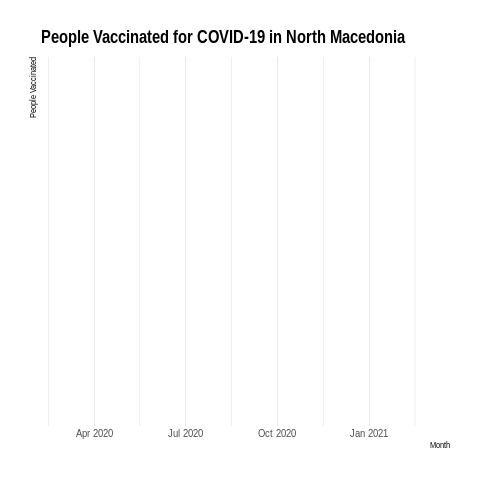 People Vaccinated for COVID-19 in North Macedonia
People Vaccinated
Apr 2020
Jul 2020
Oct 2020
Jan 2021
Month